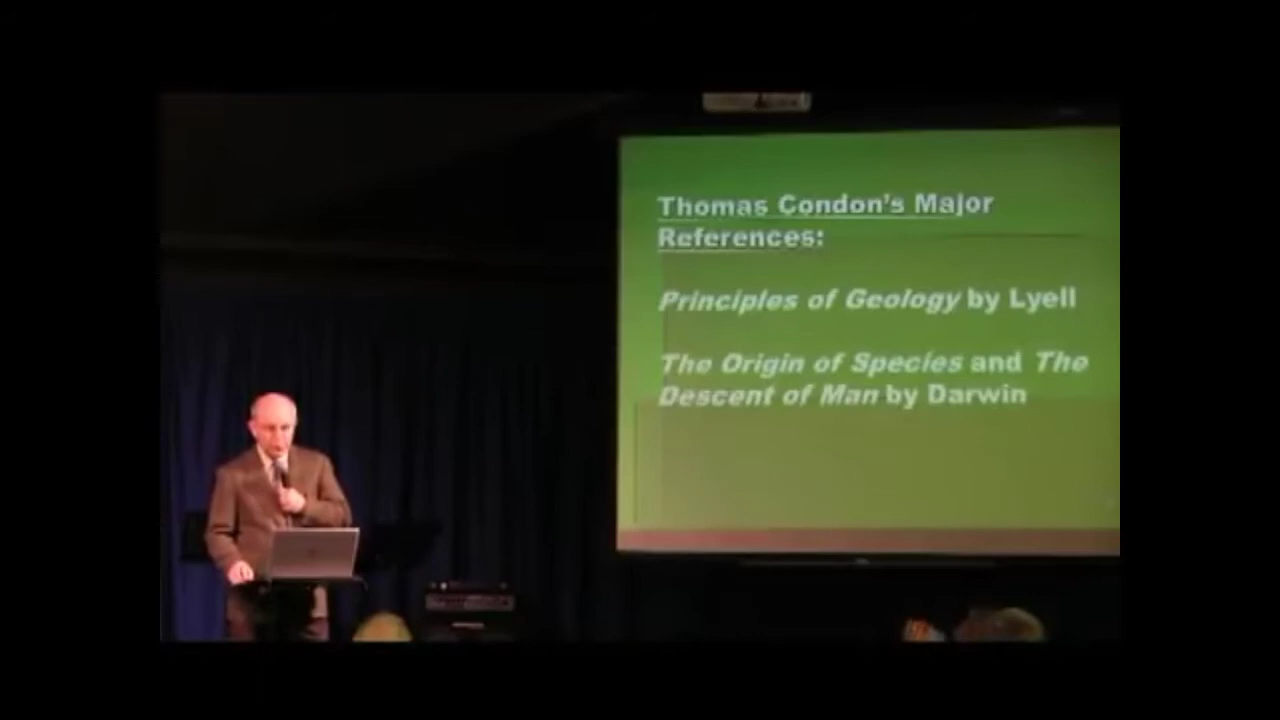 Thomas Condon's Major
References:
Principles of Geology by Lyell
The Origin of Species and The
Descent of Man by Darwin